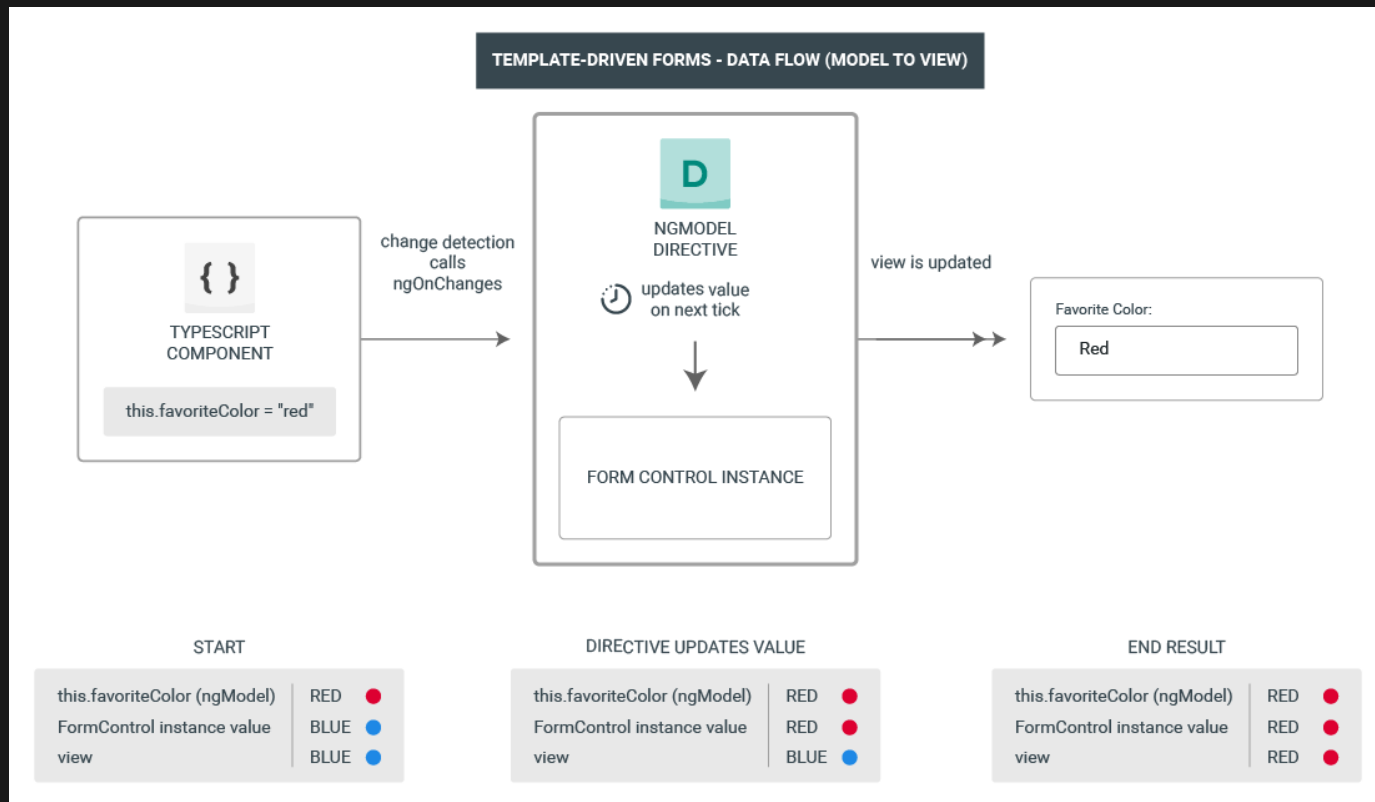 TEMPLATE-DRIVEN FORMS - DATA FLOW (MODEL TO VIEW)
{ }
TYPESCRIPT
COMPONENT
this.favoriteColor = "red"
change detection
calls
ngOnChanges
D
NGMODEL
DIRECTIVE
updates value
on next tick
FORM CONTROL INSTANCE
view is updated
Favorite Color:
Red
START
this.favoriteColor (ngModel) RED
FormControl instance value BLUE
view BLUE
DIRECTIVE UPDATES VALUE
this.favoriteColor (ngModel) RED
FormControl instance value RED
view BLUE
END RESULT
this.favoriteColor (ngModel) RED
FormControl instance value RED
view RED